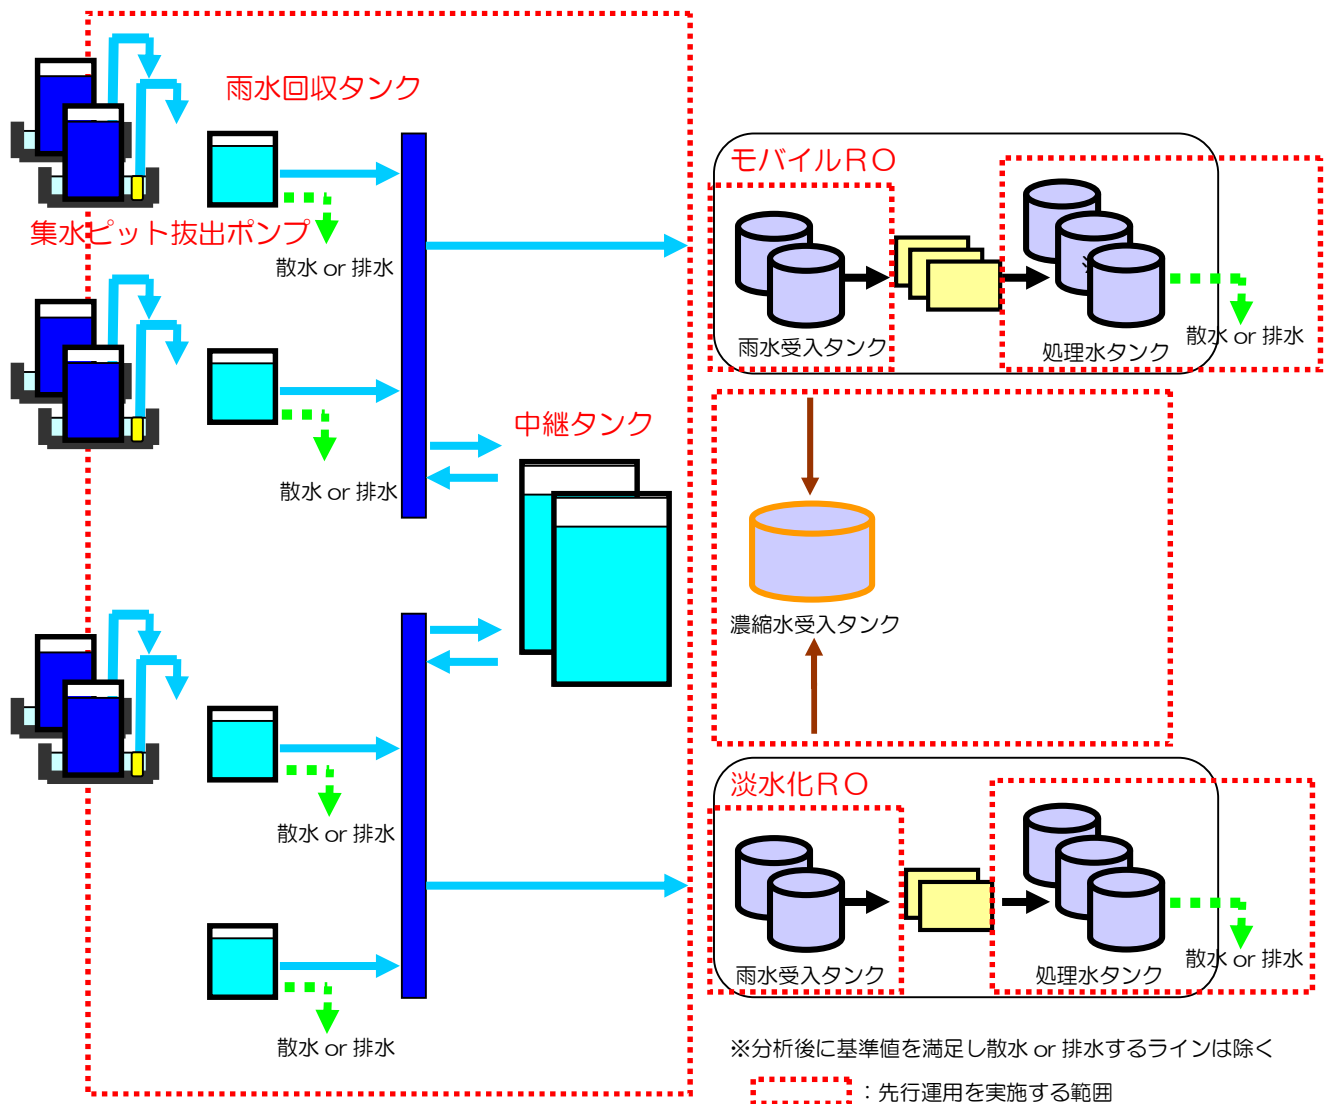 雨水回収タンク
集水ピット抜出ポンプ
散水 or 排水
散水 or 排水
中継タンク
散水 or 排水
散水 or 排水
モバイルRO
雨水受入タンク
処理水タンク
散水 or 排水
濃縮水受入タンク
淡水化RO
雨水受入タンク
処理水タンク
散水 or 排水
※分析後に基準値を満足し散水 or 排水するラインは除く
：先行運用を実施する範囲